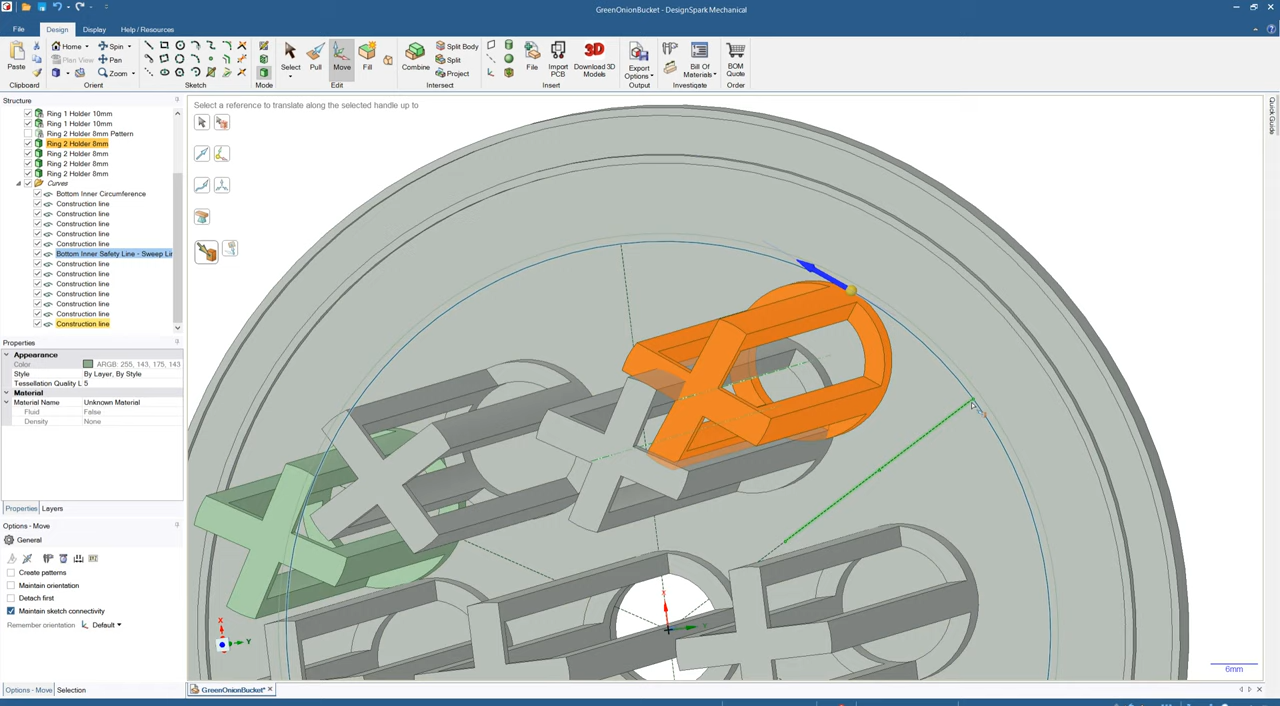 GreenOnionBucket - DesignSpark Mechanical
File
Design
Display
Help / Resources
Paste
Home
Plan View
Spin
Pan
Zoom
Orient
Sketch
Mode
Select
Pull
Move
Fill
Edit
Combine
Split Body
Split
Project
Intersect
File
Import PCB
Download 3D Models
Insert
Export Options
Output
Bill Of Materials
Investigate
BOM Quote
Order
Structure
Ring 1 Holder 10mm
Ring 1 Holder 10mm
Ring 2 Holder 8mm Pattern
Ring 2 Holder 8mm
Ring 2 Holder 8mm
Ring 2 Holder 8mm
Ring 2 Holder 8mm
Curves
Bottom Inner Circumference
Construction line
Construction line
Construction line
Construction line
Construction line
Bottom Inner Safety Line - Sweep Lin
Construction line
Construction line
Construction line
Construction line
Construction line
Construction line
Construction line
Properties
Appearance
Color ARGB: 255, 143, 175, 143
Style By Layer, By Style
Tessellation Quality L 5
Material
Material Name Unknown Material
Fluid False
Density None
Properties Layers
Options - Move
General
Create patterns
Maintain orientation
Detach first
Maintain sketch connectivity
Remember orientation Default
Options - Move Selection
Select a reference to translate along the selected handle up to
X
Y
Y
6mm
GreenOnionBucket*
Quick Guide